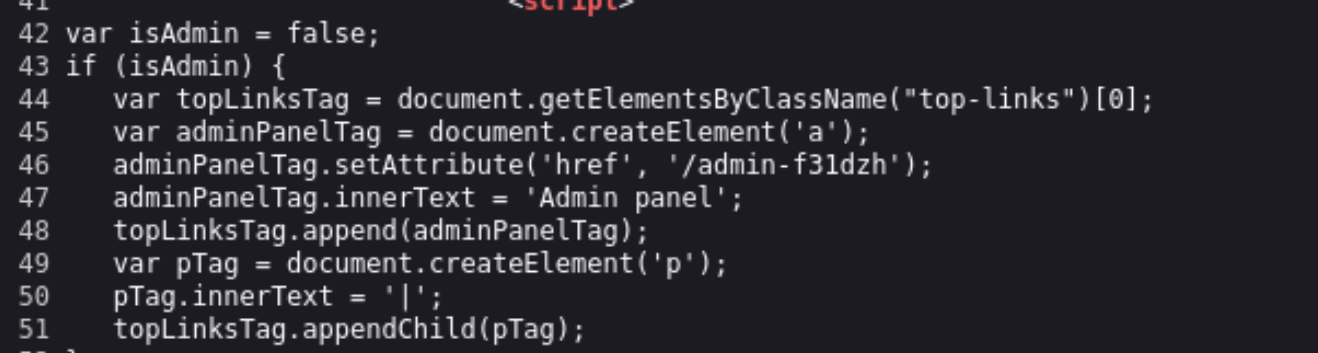 41 <script>
42 var isAdmin = false;
43 if (isAdmin) {
44    var topLinksTag = document.getElementsByClassName("top-links")[0];
45    var adminPanelTag = document.createElement('a');
46    adminPanelTag.setAttribute('href', '/admin-f31dzh');
47    adminPanelTag.innerText = 'Admin panel';
48    topLinksTag.append(adminPanelTag);
49    var pTag = document.createElement('p');
50    pTag.innerText = '|';
51    topLinksTag.appendChild(pTag);